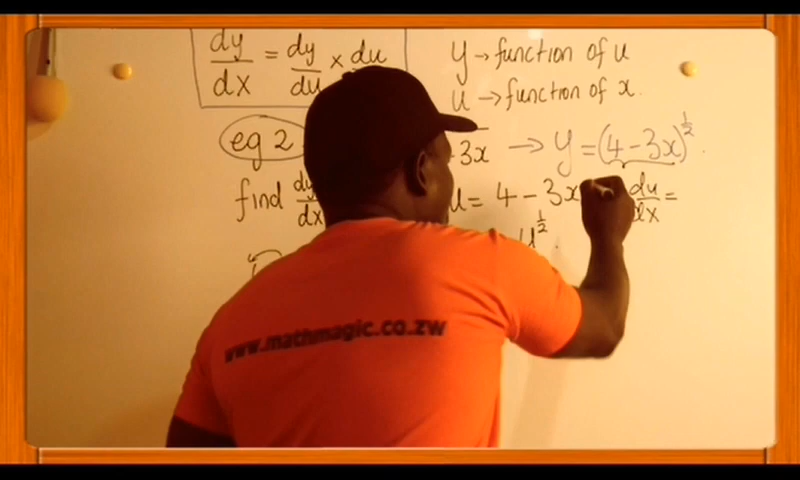 dy/dx = dy/du × du
y → function of u
u → function of x.
eg 2 - 3x → y = (4 - 3x)^½.
find dy/dx u = 4 - 3x du/dx =
u^½.
www.mathmagic.co.zw